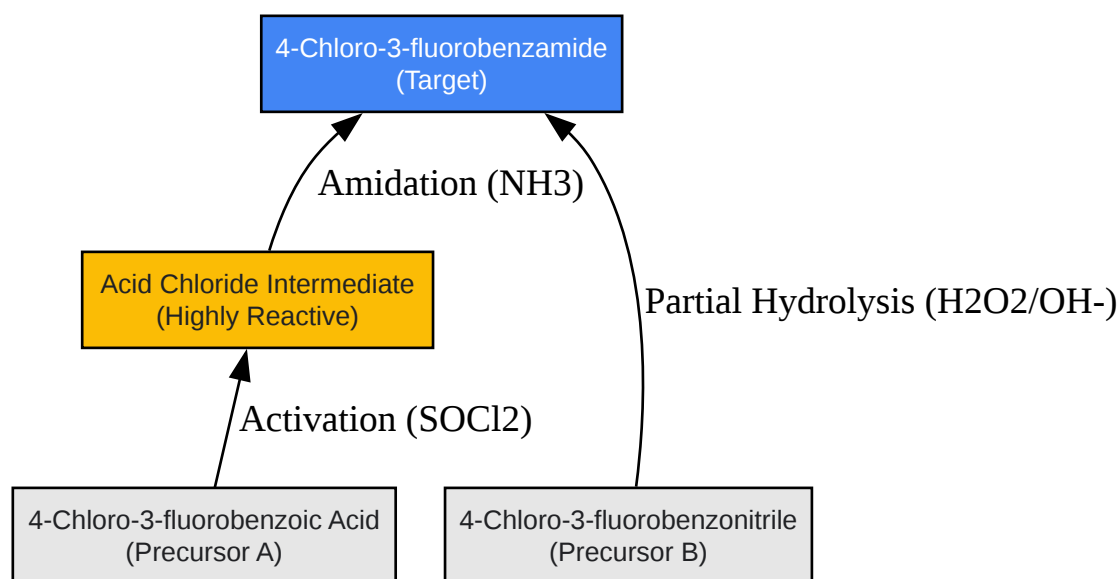 4-Chloro-3-fluorobenzamide
(Target)
Amidation (NH3)
Acid Chloride Intermediate
(Highly Reactive)
Partial Hydrolysis (H2O2/OH-)
Activation (SOCl2)
4-Chloro-3-fluorobenzoic Acid
(Precursor A)
4-Chloro-3-fluorobenzonitrile
(Precursor B)